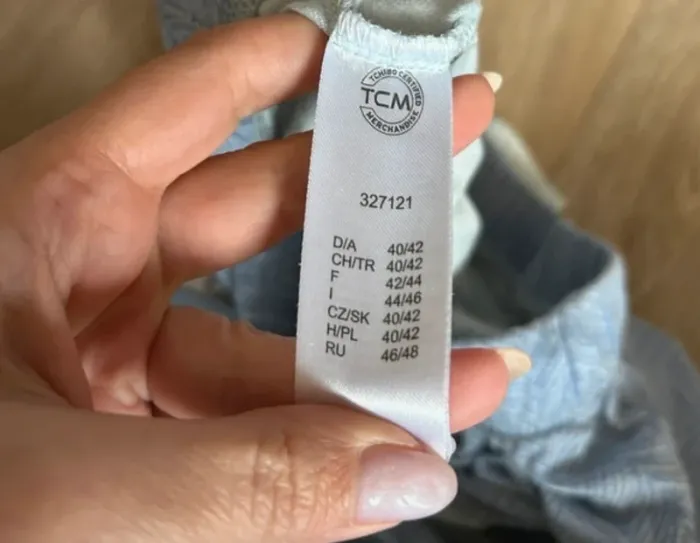 TCHIBO CERTIFIED
TCM
MERCHANDISE
327121
D/A 40/42
CH/TR 40/42
F 42/44
I 44/46
CZ/SK 40/42
H/PL 40/42
RU 46/48